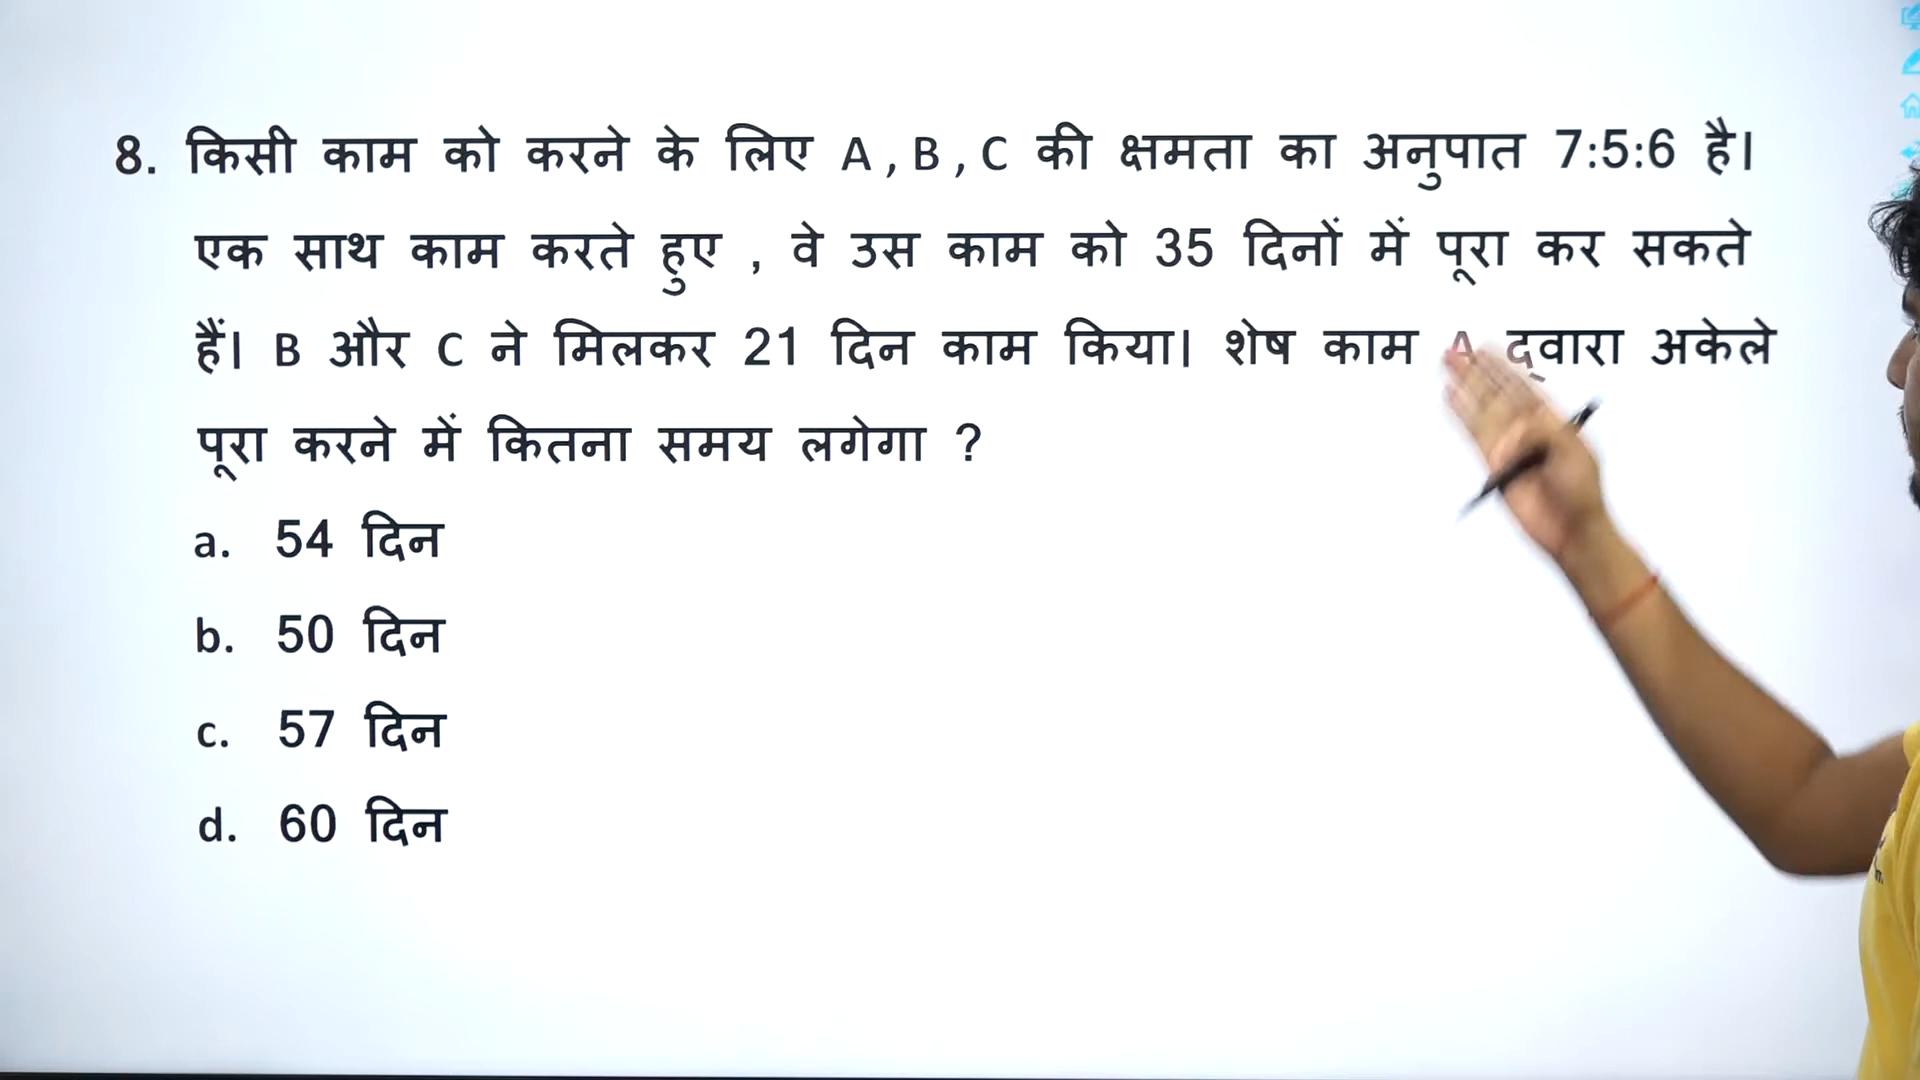 8. किसी काम को करने के लिए A , B , C की क्षमता का अनुपात 7:5:6 है।
एक साथ काम करते हुए , वे उस काम को 35 दिनों में पूरा कर सकते
हैं। B और C ने मिलकर 21 दिन काम किया। शेष काम A द्वारा अकेले
पूरा करने में कितना समय लगेगा ?
a. 54 दिन
b. 50 दिन
c. 57 दिन
d. 60 दिन